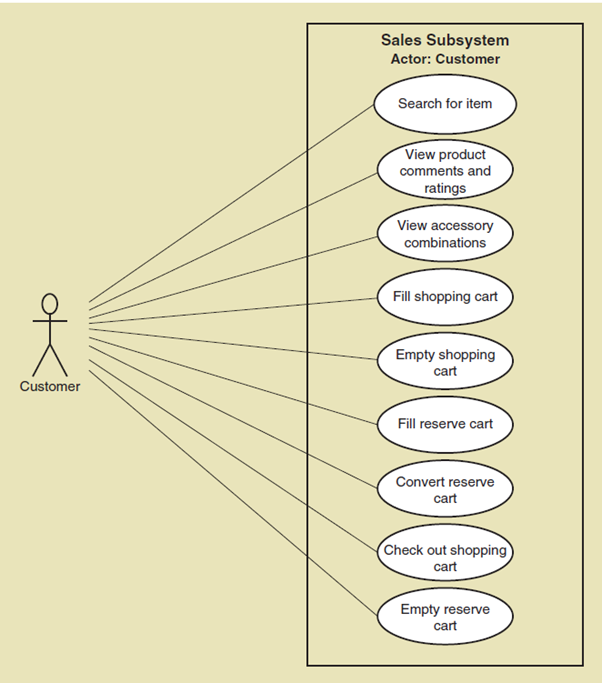 Sales Subsystem
Actor: Customer
Search for item
View product
comments and
ratings
View accessory
combinations
Fill shopping cart
Empty shopping
cart
Fill reserve cart
Convert reserve
cart
Check out shopping
cart
Empty reserve
cart
Customer